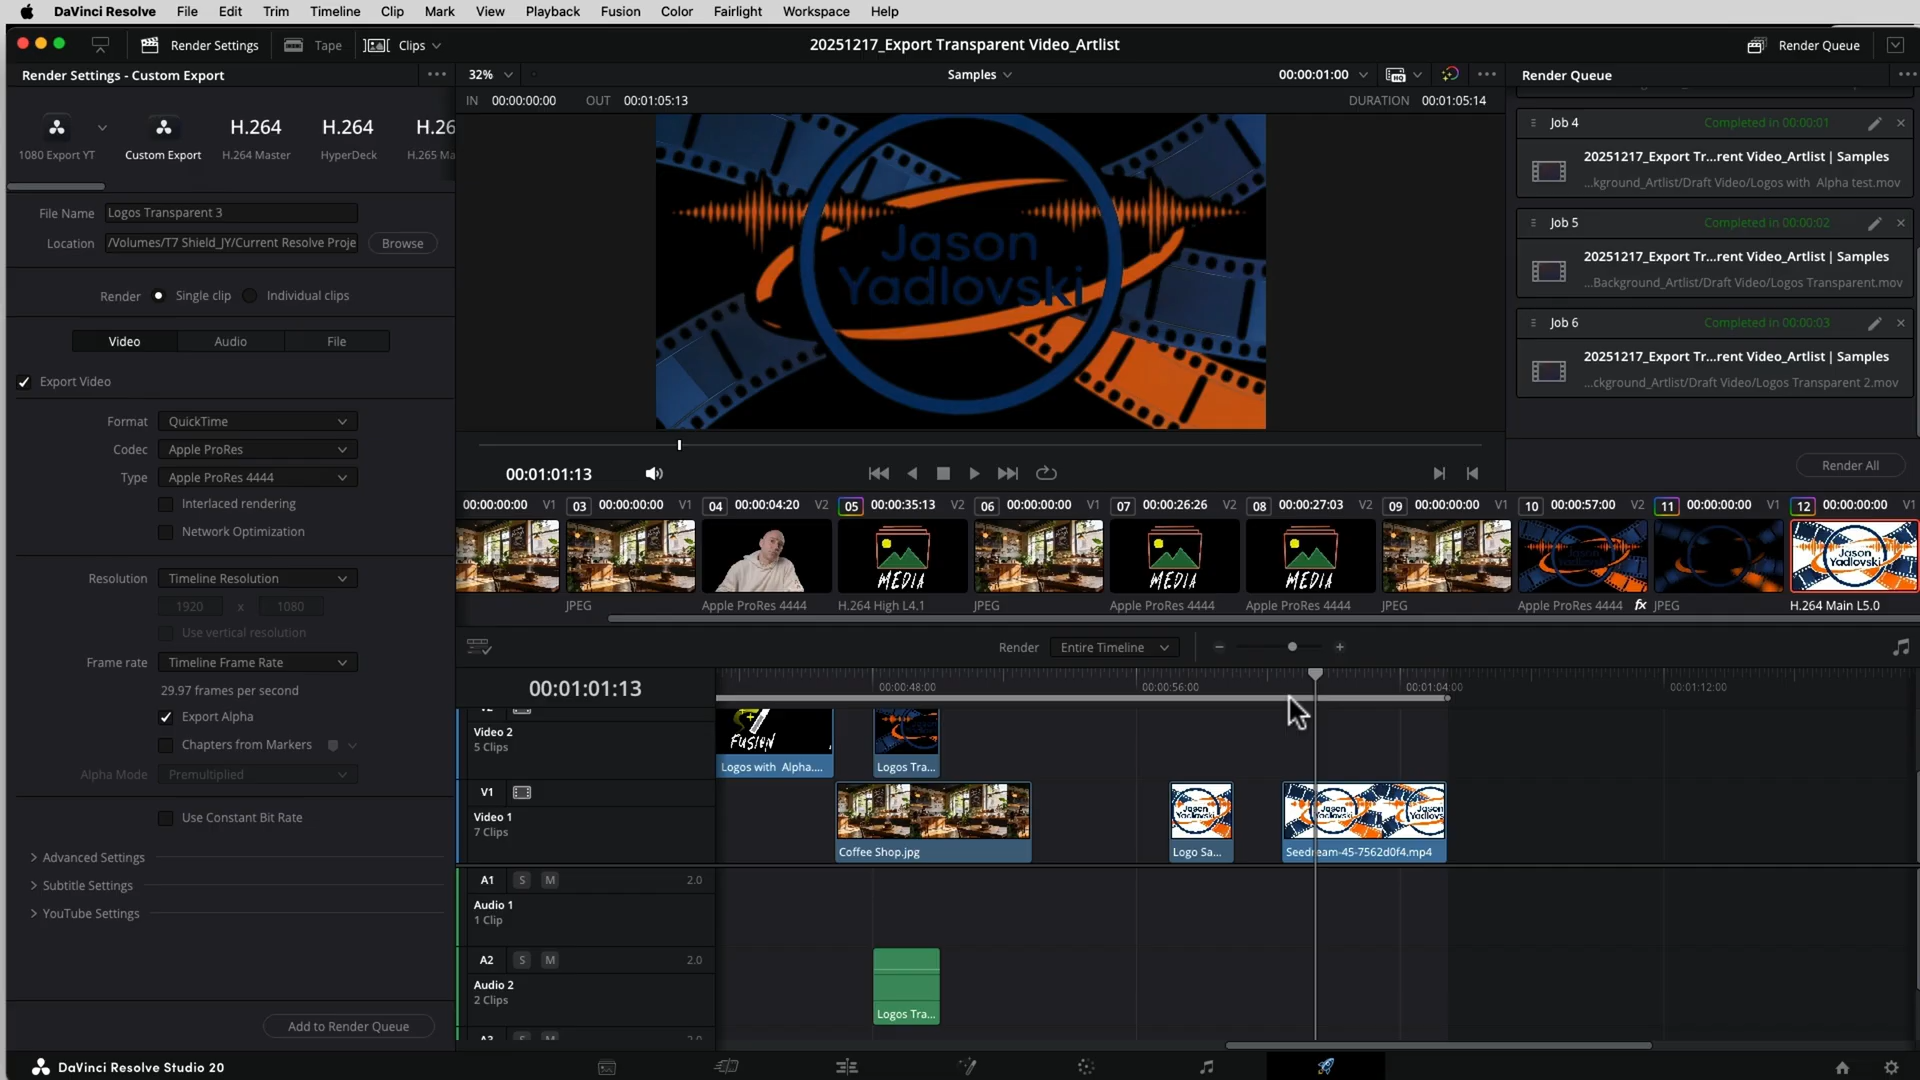 DaVinci Resolve File Edit Trim Timeline Clip Mark View Playback Fusion Color Fairlight Workspace Help
Render Settings Tape Clips 20251217_Export Transparent Video_Artlist Render Queue
Render Settings - Custom Export
32% Samples 00:00:01:00
Render Queue
IN 00:00:00:00 OUT 00:01:05:13 DURATION 00:01:05:14
H.264 H.264 H.26
1080 Export YT Custom Export H.264 Master HyperDeck H.265 Ma
File Name Logos Transparent 3
Location /Volumes/T7 Shield_JY/Current Resolve Proje Browse
Render Single clip Individual clips
Video Audio File
Export Video
Format QuickTime
Codec Apple ProRes
Type Apple ProRes 4444
Interlaced rendering
Network Optimization
Resolution Timeline Resolution
1920 x 1080
Use vertical resolution
Frame rate Timeline Frame Rate
29.97 frames per second
Export Alpha
Chapters from Markers
Alpha Mode Premultiplied
Use Constant Bit Rate
Advanced Settings
Subtitle Settings
YouTube Settings
Add to Render Queue
Jason
Yadlovski
00:01:01:13
Job 4 Completed in 00:00:01
20251217_Export Tr...rent Video_Artlist | Samples
...kground_Artlist/Draft Video/Logos with Alpha test.mov
Job 5 Completed in 00:00:02
20251217_Export Tr...rent Video_Artlist | Samples
...Background_Artlist/Draft Video/Logos Transparent.mov
Job 6 Completed in 00:00:03
20251217_Export Tr...rent Video_Artlist | Samples
...ckground_Artlist/Draft Video/Logos Transparent 2.mov
Render All
00:00:00:00 V1 03 00:00:00:00 V1 04 00:00:04:20 V2 05 00:00:35:13 V2 06 00:00:00:00 V1 07 00:00:26:26 V2 08 00:00:27:03 V2 09 00:00:00:00 V1 10 00:00:57:00 V2 11 00:00:00:00 V1 12 00:00:00:00 V1
MEDIA MEDIA MEDIA Jason Yadlovski
JPEG Apple ProRes 4444 H.264 High L4.1 JPEG Apple ProRes 4444 Apple ProRes 4444 JPEG Apple ProRes 4444 fx JPEG H.264 Main L5.0
Render Entire Timeline
00:01:01:13 00:00:48:00 00:00:56:00 00:01:04:00 00:01:12:00
Video 2
5 Clips
FUSION
Logos with Alpha.... Logos Tra...
V1
Video 1
7 Clips
Jason Yadlovski Jason Yadlovski Jason Yadlovski
Coffee Shop.jpg Logo Sa... Seedream-45-7562d0f4.mp4
A1 S M 2.0
Audio 1
1 Clip
A2 S M 2.0
Audio 2
2 Clips
Logos Tra...
DaVinci Resolve Studio 20